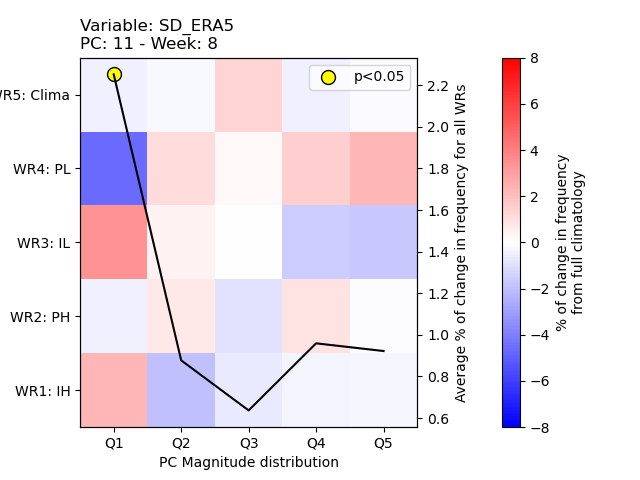 Variable: SD_ERA5
PC: 11 - Week: 8
p<0.05
WR5: Clima
WR4: PL
WR3: IL
WR2: PH
WR1: IH
Q1 Q2 Q3 Q4 Q5
PC Magnitude distribution
2.2
2.0
1.8
1.6
1.4
1.2
1.0
0.8
0.6
Average % of change in frequency for all WRs
8
6
4
2
0
−2
−4
−6
−8
% of change in frequency
from full climatology